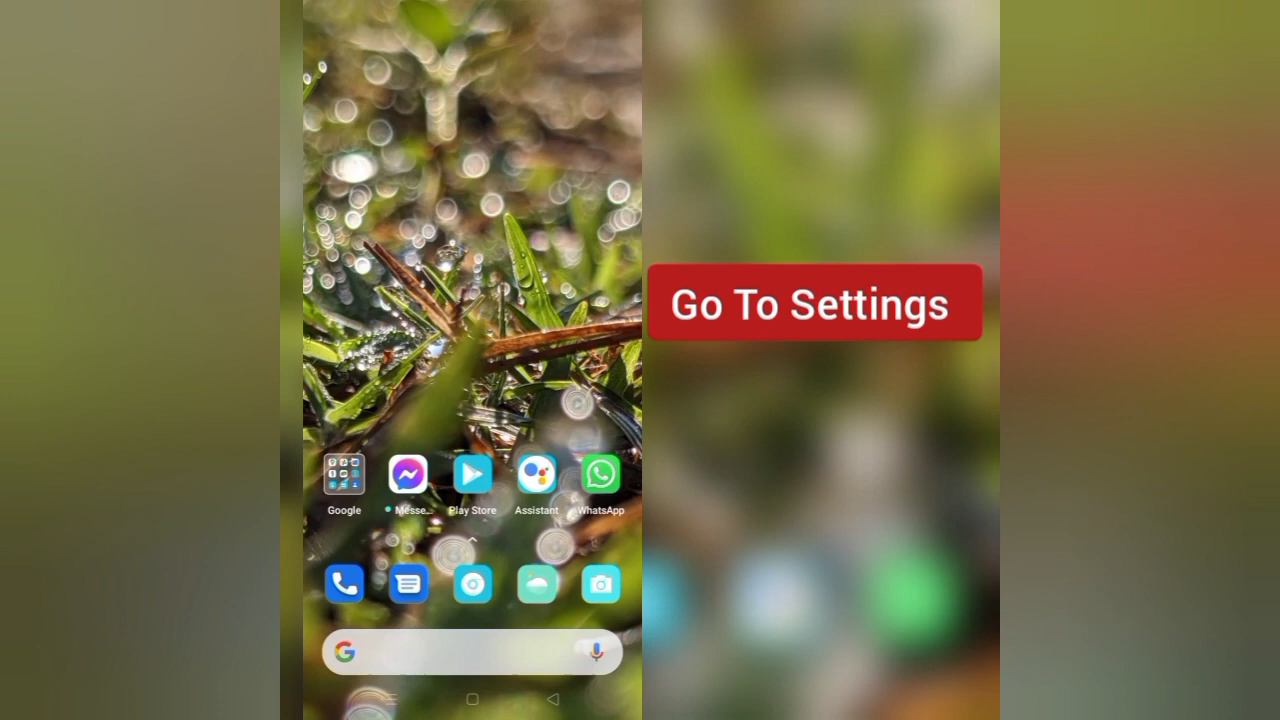 Go To Settings
Google
Messe...
Play Store
Assistant
WhatsApp